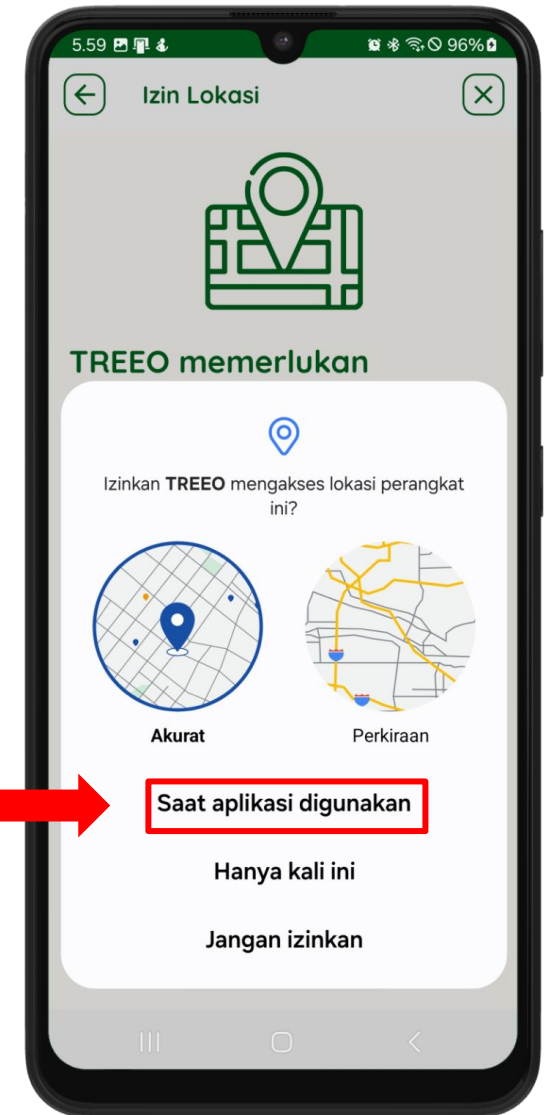 5.59 96%
Izin Lokasi
TREEO memerlukan
Izinkan TREEO mengakses lokasi perangkat
ini?
Akurat Perkiraan
Saat aplikasi digunakan
Hanya kali ini
Jangan izinkan